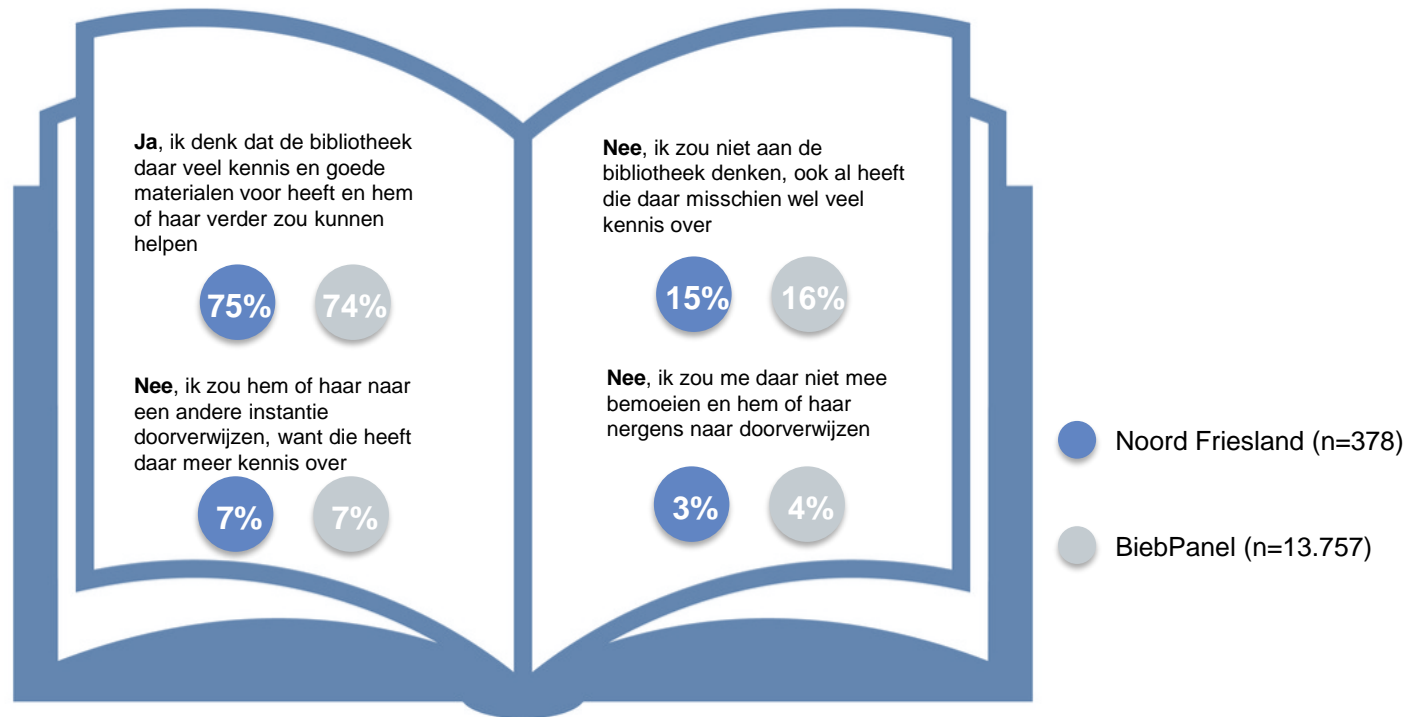 Ja, ik denk dat de bibliotheek
daar veel kennis en goede
materialen voor heeft en hem
of haar verder zou kunnen
helpen
75% 74%
Nee, ik zou hem of haar naar
een andere instantie
doorverwijzen, want die heeft
daar meer kennis over
7% 7%
Nee, ik zou niet aan de
bibliotheek denken, ook al heeft
die daar misschien wel veel
kennis over
15% 16%
Nee, ik zou me daar niet mee
bemoeien en hem of haar
nergens naar doorverwijzen
3% 4%
Noord Friesland (n=378)
BiebPanel (n=13.757)